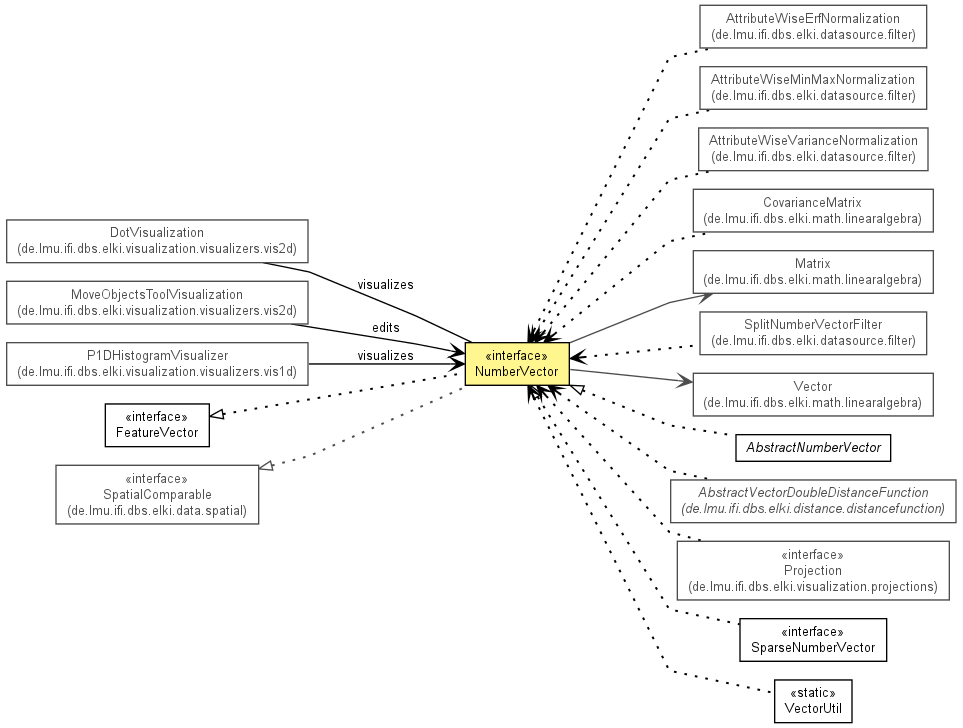 AttributeWiseErfNormalization
(de.lmu.ifi.dbs.elki.datasource.filter)
AttributeWiseMinMaxNormalization
(de.lmu.ifi.dbs.elki.datasource.filter)
AttributeWiseVarianceNormalization
(de.lmu.ifi.dbs.elki.datasource.filter)
CovarianceMatrix
(de.lmu.ifi.dbs.elki.math.linearalgebra)
DotVisualization
(de.lmu.ifi.dbs.elki.visualization.visualizers.vis2d)
visualizes
Matrix
(de.lmu.ifi.dbs.elki.math.linearalgebra)
MoveObjectsToolVisualization
(de.lmu.ifi.dbs.elki.visualization.visualizers.vis2d)
edits
SplitNumberVectorFilter
(de.lmu.ifi.dbs.elki.datasource.filter)
P1DHistogramVisualizer
(de.lmu.ifi.dbs.elki.visualization.visualizers.vis1d)
visualizes
«interface»
NumberVector
Vector
(de.lmu.ifi.dbs.elki.math.linearalgebra)
«interface»
FeatureVector
AbstractNumberVector
«interface»
SpatialComparable
(de.lmu.ifi.dbs.elki.data.spatial)
AbstractVectorDoubleDistanceFunction
(de.lmu.ifi.dbs.elki.distance.distancefunction)
«interface»
Projection
(de.lmu.ifi.dbs.elki.visualization.projections)
«interface»
SparseNumberVector
«static»
VectorUtil